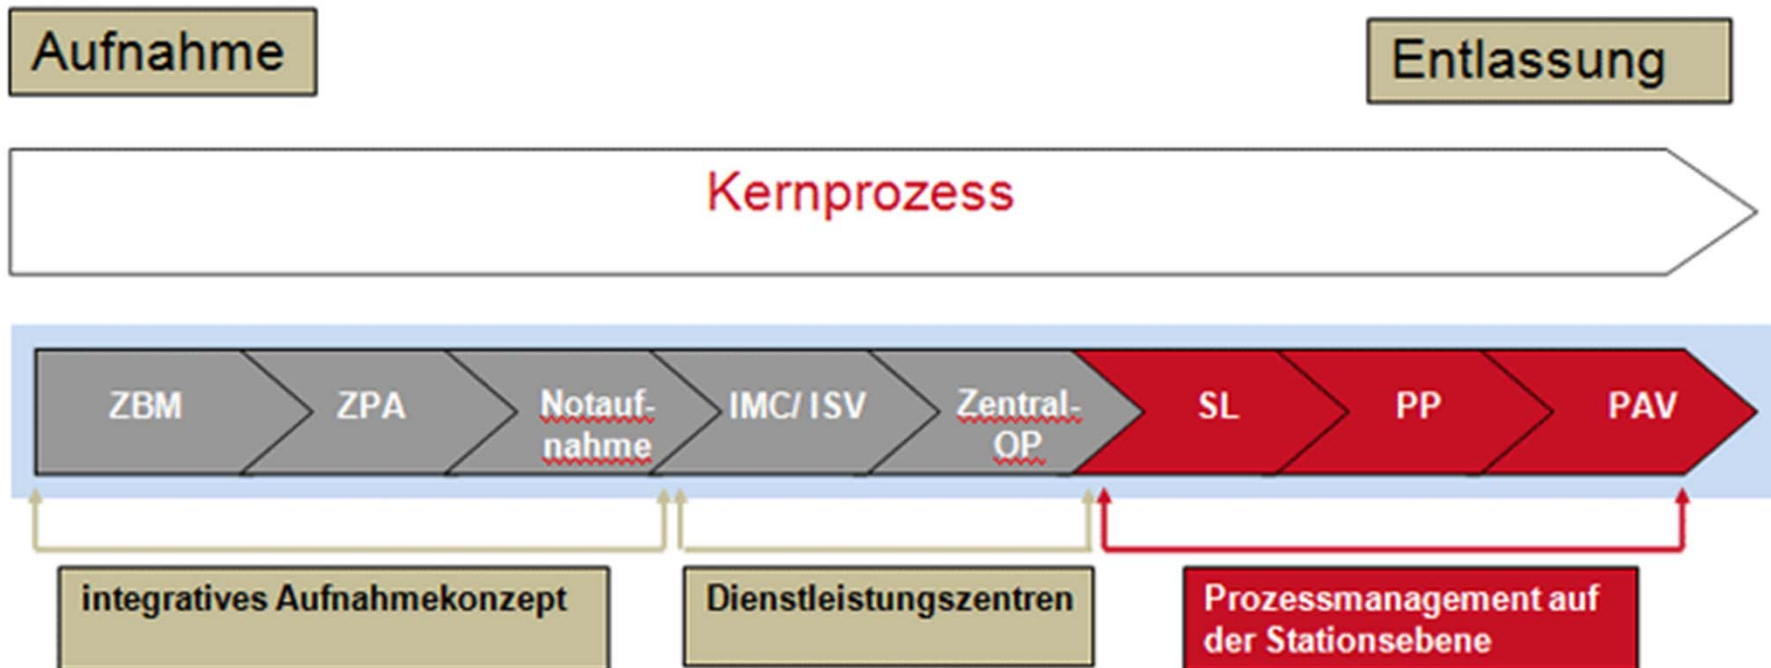 Aufnahme
Entlassung
Kernprozess
ZBM
ZPA
Notauf-
nahme
IMC/ ISV
Zentral-
OP
SL
PP
PAV
integratives Aufnahmekonzept
Dienstleistungszentren
Prozessmanagement auf
der Stationsebene